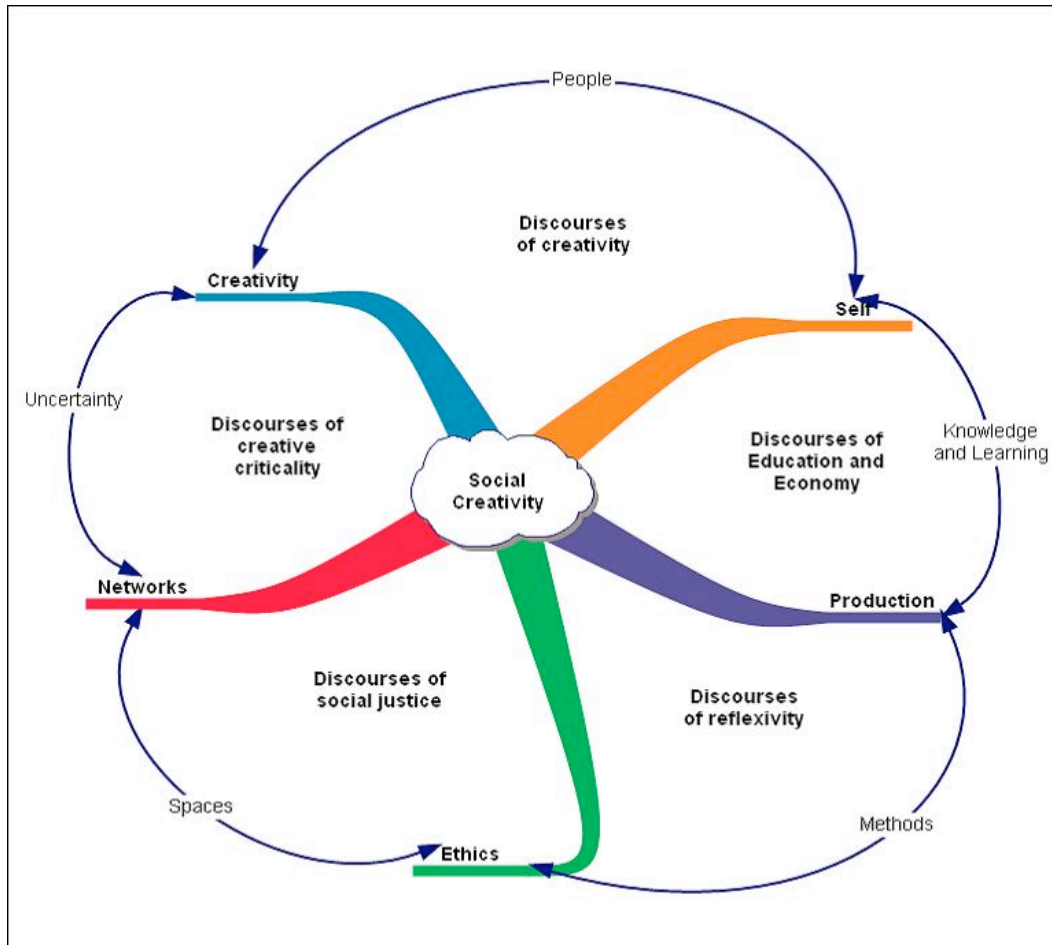 People
Discourses
of creativity
Creativity
Self
Uncertainty
Discourses of
creative
criticality
Discourses of
Education and
Economy
Knowledge
and Learning
Social
Creativity
Networks
Production
Discourses of
social justice
Discourses
of reflexivity
Spaces
Methods
Ethics